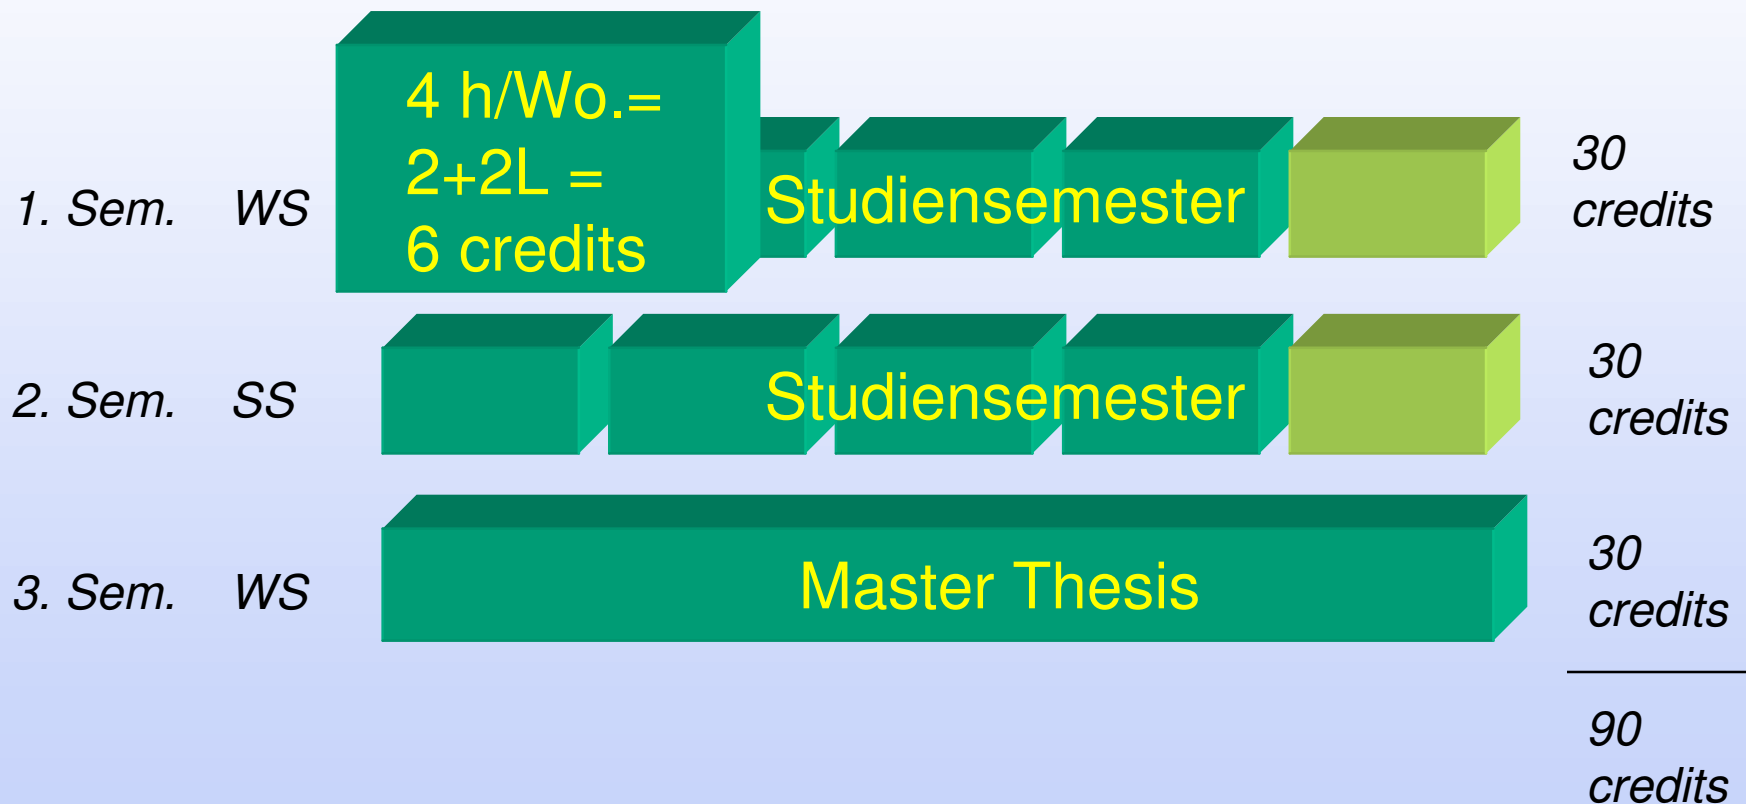 4 h/Wo.=
2+2L =
6 credits
1. Sem. WS
Studiensemester
30
credits
2. Sem. SS
Studiensemester
30
credits
3. Sem. WS
Master Thesis
30
credits
90
credits